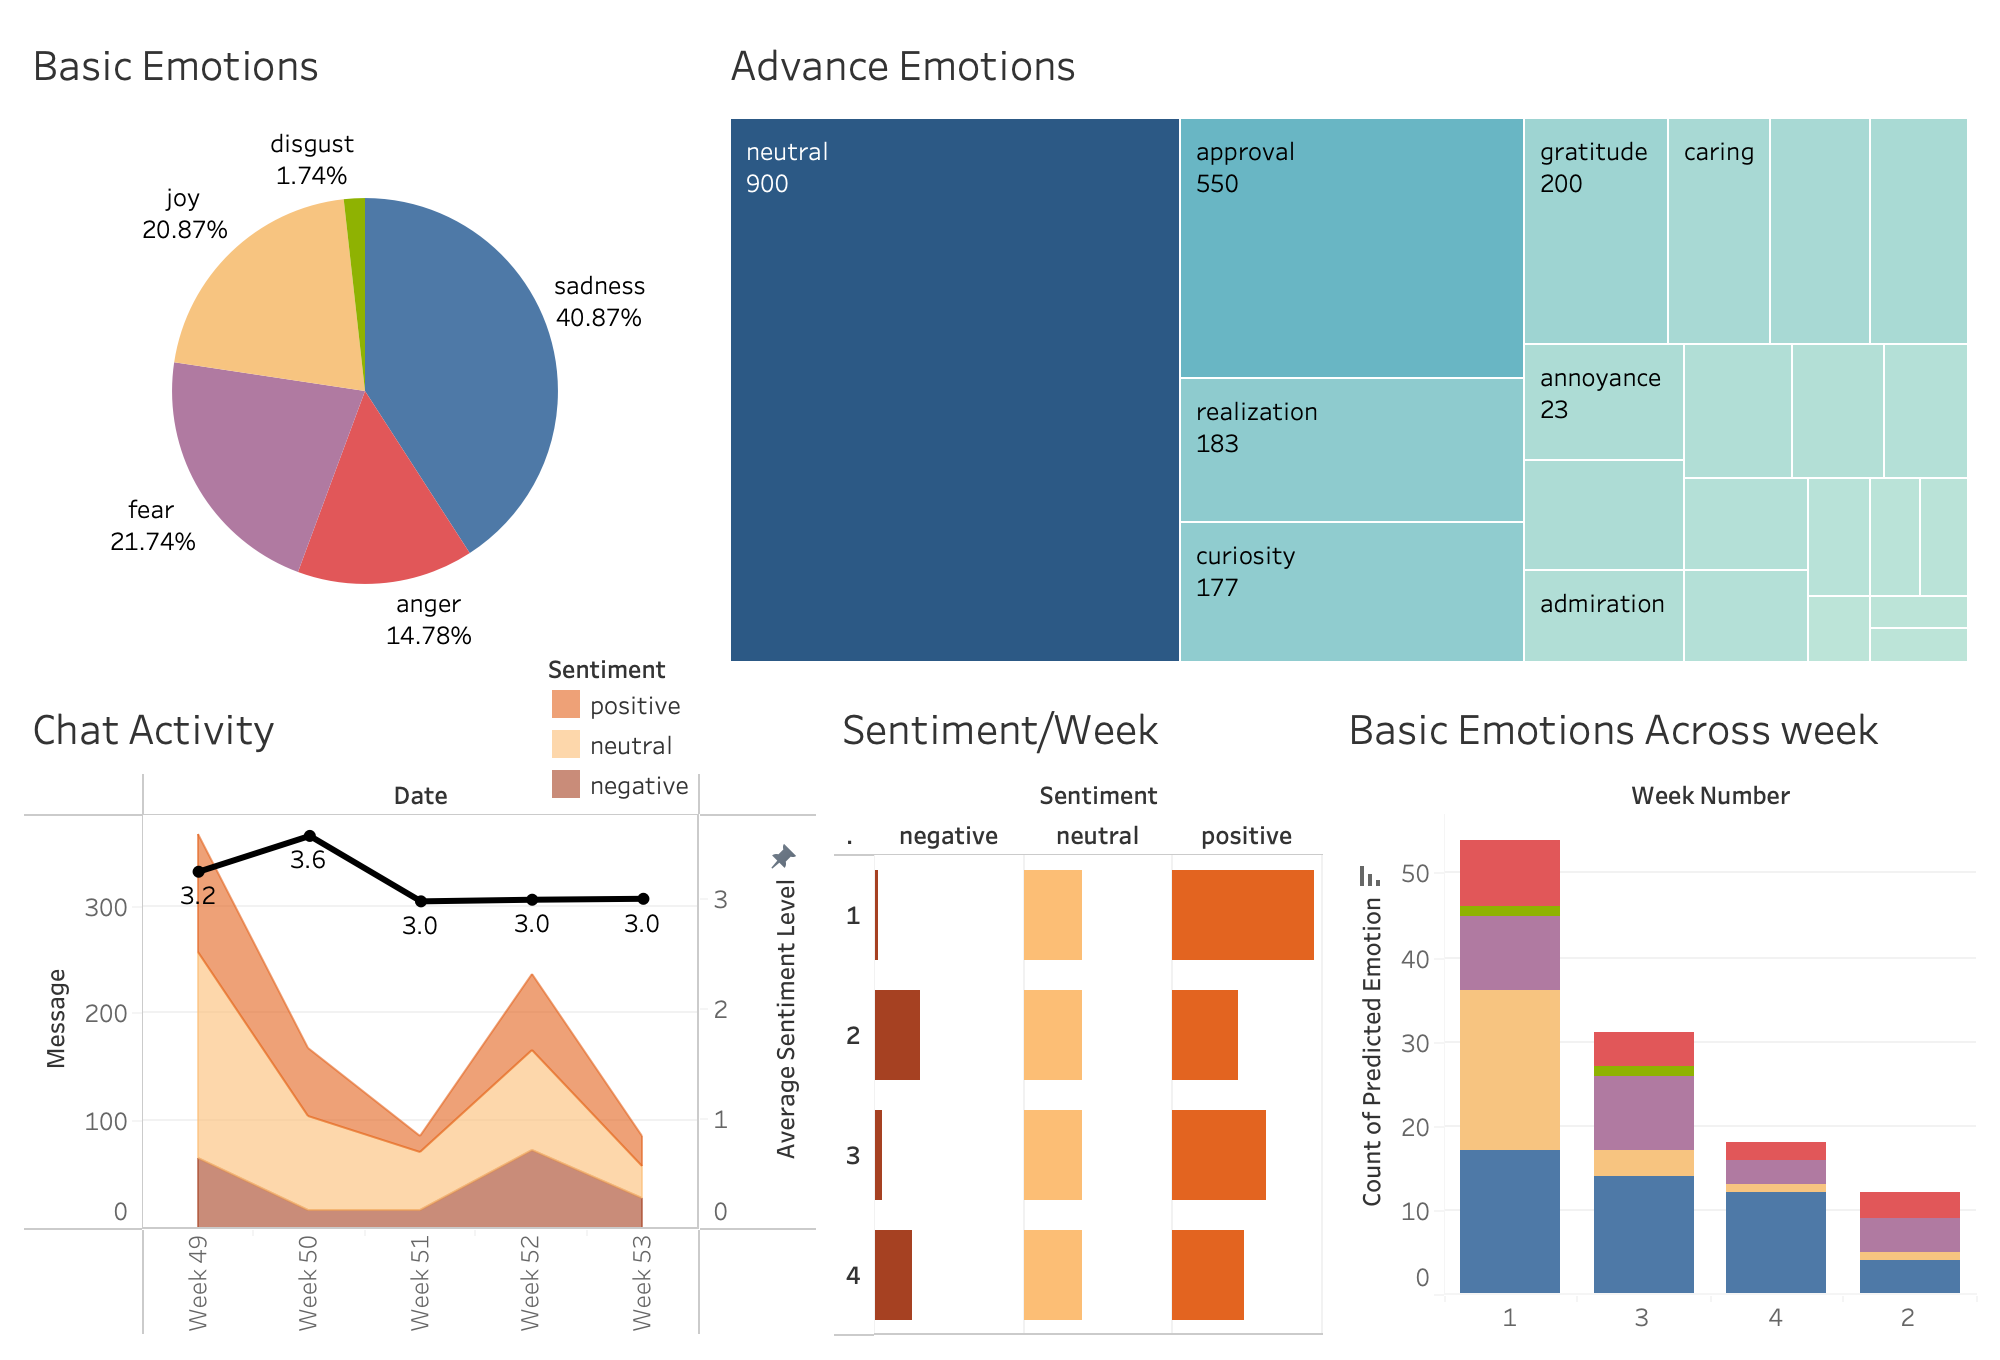 Basic Emotions
disgust
1.74%
joy
20.87%
sadness
40.87%
fear
21.74%
anger
14.78%
Advance Emotions
neutral
900
approval
550
realization
183
curiosity
177
gratitude
200
caring
annoyance
23
admiration
Chat Activity
Sentiment
positive
neutral
negative
Date
Message
300
200
100
0
3.2
3.6
3.0
3.0
3.0
3
2
1
0
Average Sentiment Level
Week 49
Week 50
Week 51
Week 52
Week 53
Sentiment/Week
Sentiment
. negative neutral positive
1
2
3
4
Basic Emotions Across week
Week Number
Count of Predicted Emotion
50
40
30
20
10
0
1 3 4 2